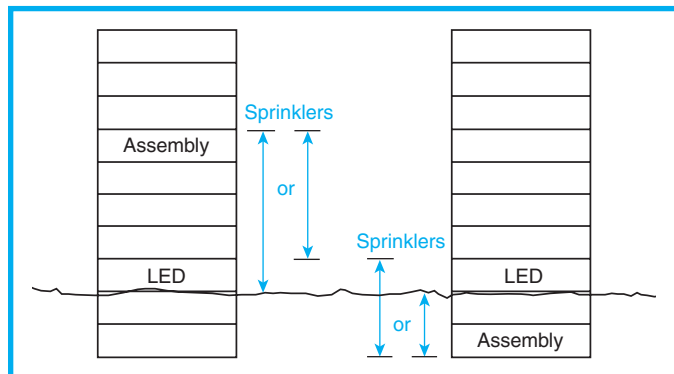 Sprinklers
Assembly
or
Sprinklers
LED
LED
or
Assembly